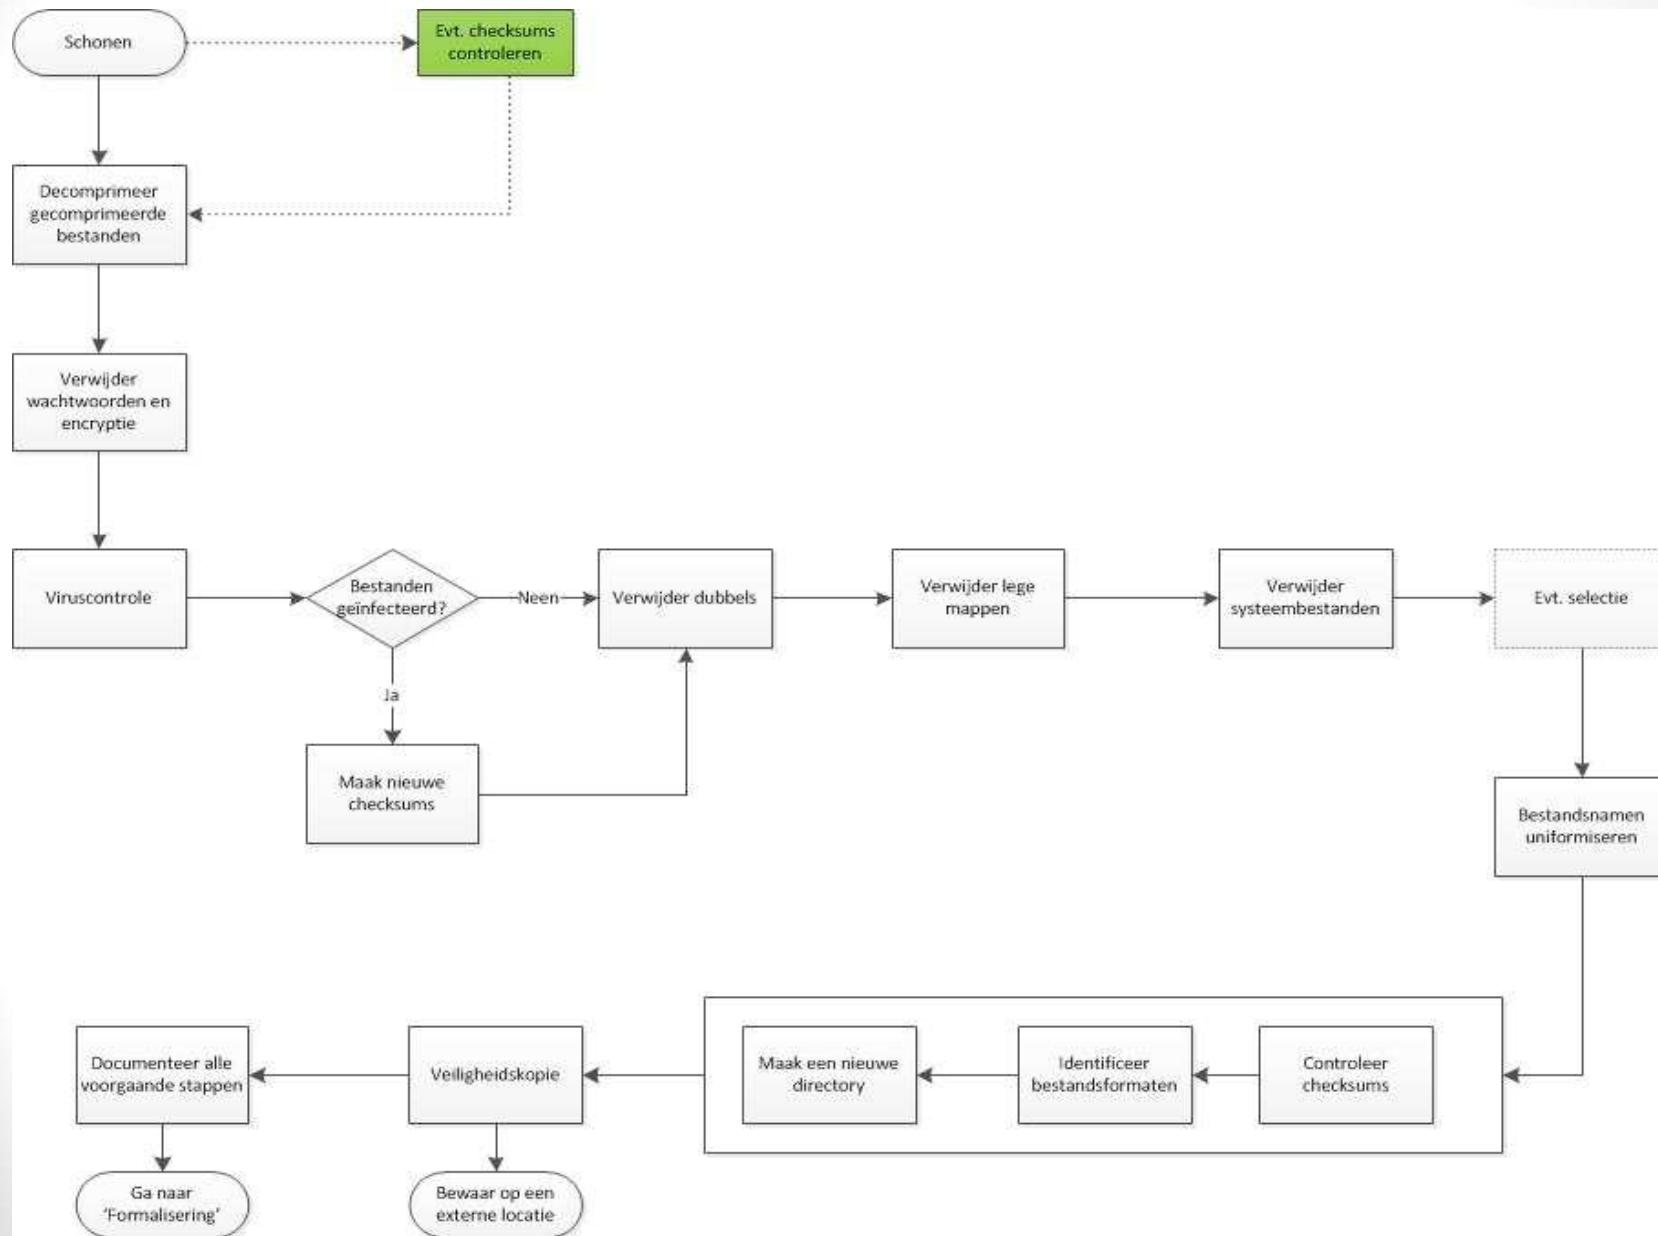 Schonen
Evt. checksums
controleren
Decomprimeer
gecomprimeerde
bestanden
Verwijder
wachtwoorden en
encryptie
Viruscontrole
Bestanden
geïnfecteerd?
Neen
Verwijder dubbels
Verwijder lege
mappen
Verwijder
systeembestanden
Evt. selectie
Ja
Maak nieuwe
checksums
Bestandsnamen
uniformiseren
Documenteer alle
voorgaande stappen
Veiligheidskopie
Maak een nieuwe
directory
Identificeer
bestandsformaten
Controleer
checksums
Ga naar
'Formalisering'
Bewaar op een
externe locatie